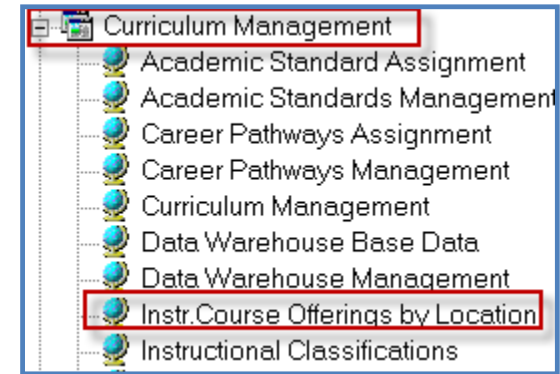 Curriculum Management
Academic Standard Assignment
Academic Standards Management
Career Pathways Assignment
Career Pathways Management
Curriculum Management
Data Warehouse Base Data
Data Warehouse Management
Instr.Course Offerings by Location
Instructional Classifications